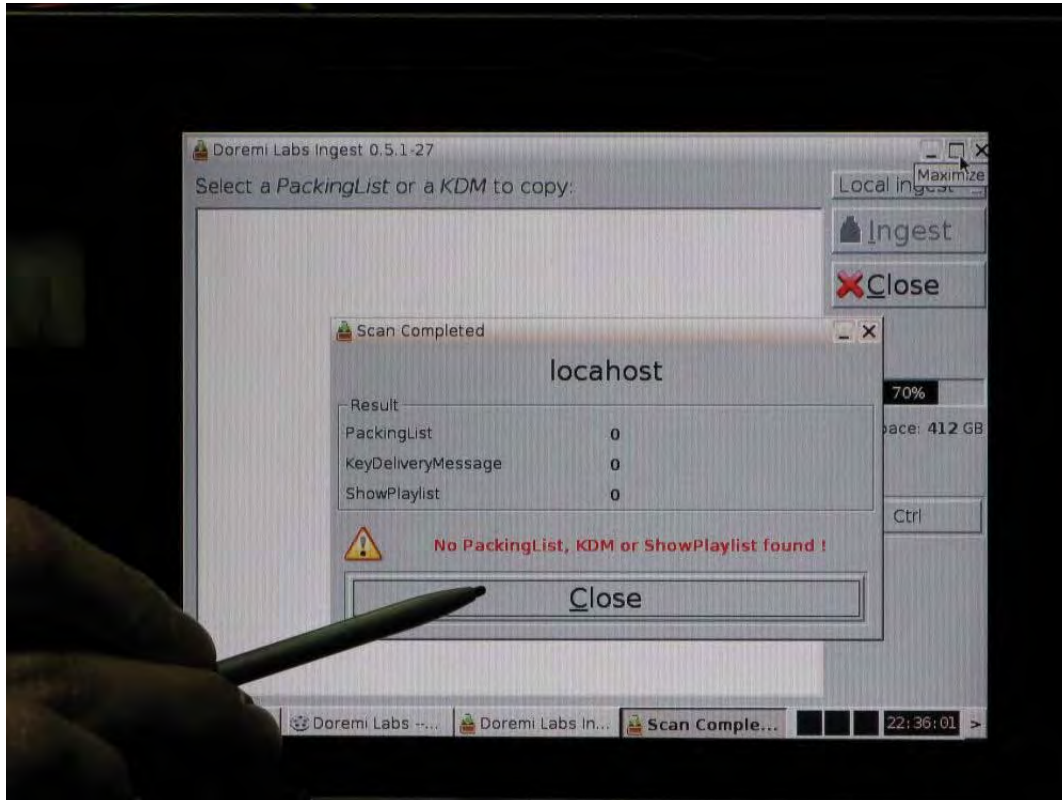 Doremi Labs Ingest 0.5.1-27
Select a PackingList or a KDM to copy:
Local
Maximize
Ingest
Close
Scan Completed
locahost
Result
PackingList 0
KeyDeliveryMessage 0
ShowPlaylist 0
70%
412 GB
No PackingList, KDM or ShowPlaylist found !
Ctrl
Close
Doremi Labs --... Doremi Labs In... Scan Comple... 22:36:01 >